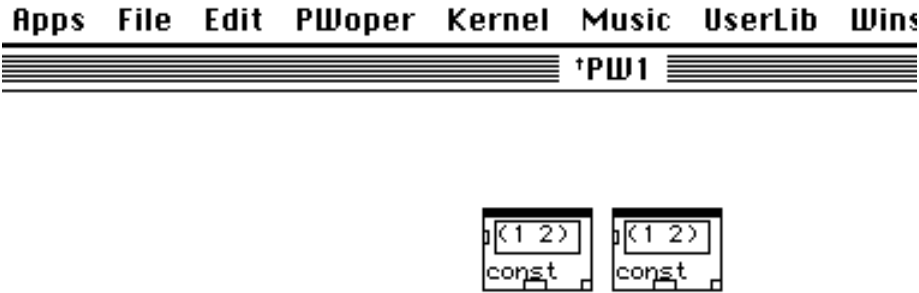 Apps File Edit PWoper Kernel Music UserLib Wins
↑PW1
(1 2) (1 2)
const const